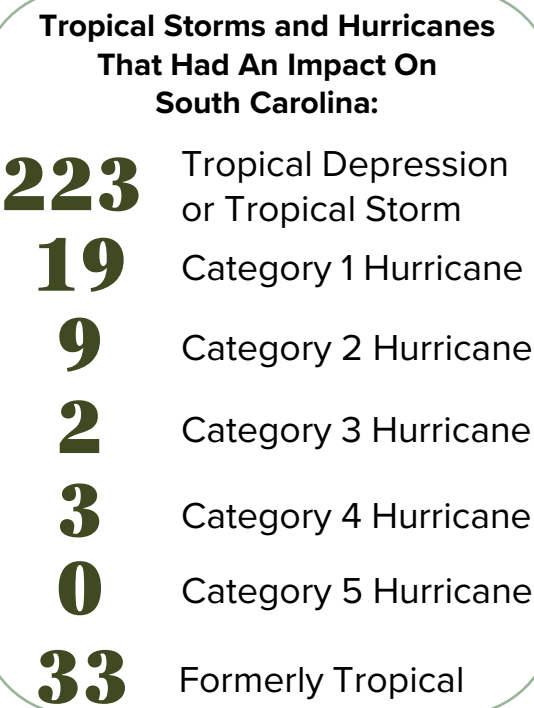 Tropical Storms and Hurricanes
That Had An Impact On
South Carolina:
223 Tropical Depression
or Tropical Storm
19 Category 1 Hurricane
9 Category 2 Hurricane
2 Category 3 Hurricane
3 Category 4 Hurricane
0 Category 5 Hurricane
33 Formerly Tropical